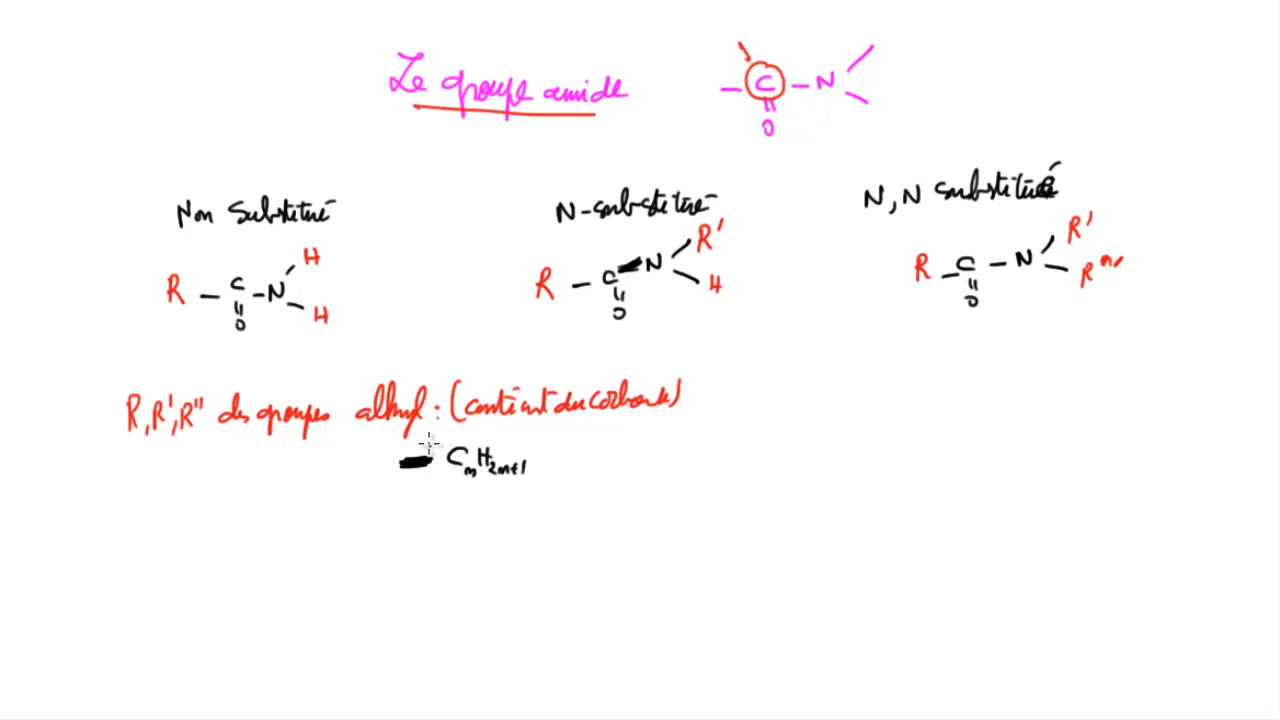 Le groupe amide
– C – N
O
Non Substitué
N-substitué
N, N substitué
R – C – N H
H
O
R – C – N R'
H
O
R – C – N R'
R"
O
R, R', R" des groupes alkyl : (contient du carbone)
– CnH2n+1